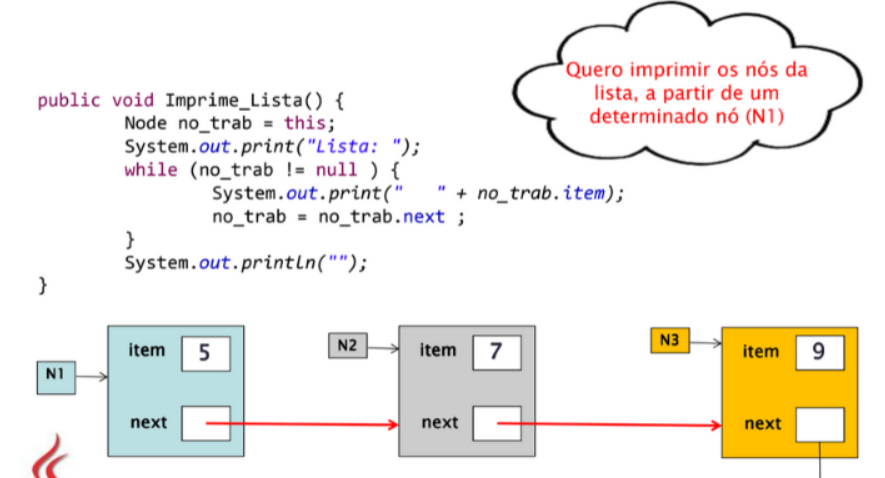 Quero imprimir os nós da
lista, a partir de um
determinado nó (N1)
public void Imprime_Lista() {
Node no_trab = this;
System.out.print("Lista: ");
while (no_trab != null ) {
System.out.print("   " + no_trab.item);
no_trab = no_trab.next ;
}
System.out.println("");
}
N1
item 5
next
N2
item 7
next
N3
item 9
next